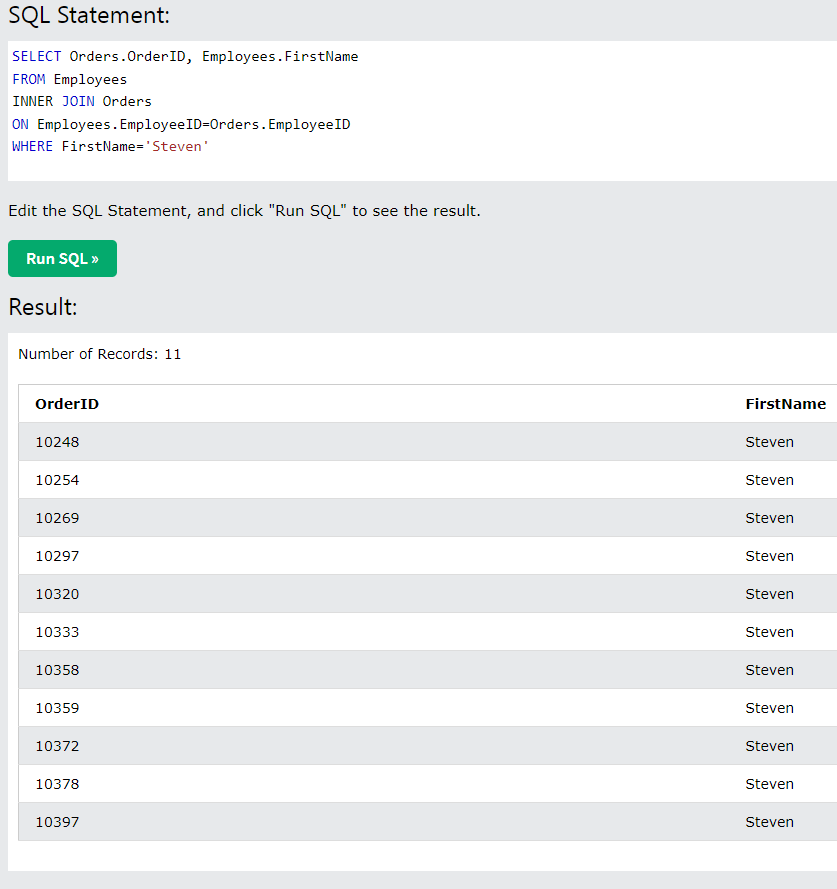 SQL Statement:
SELECT Orders.OrderID, Employees.FirstName
FROM Employees
INNER JOIN Orders
ON Employees.EmployeeID=Orders.EmployeeID
WHERE FirstName='Steven'
Edit the SQL Statement, and click "Run SQL" to see the result.
Run SQL »
Result:
Number of Records: 11
OrderID FirstName
10248 Steven
10254 Steven
10269 Steven
10297 Steven
10320 Steven
10333 Steven
10358 Steven
10359 Steven
10372 Steven
10378 Steven
10397 Steven